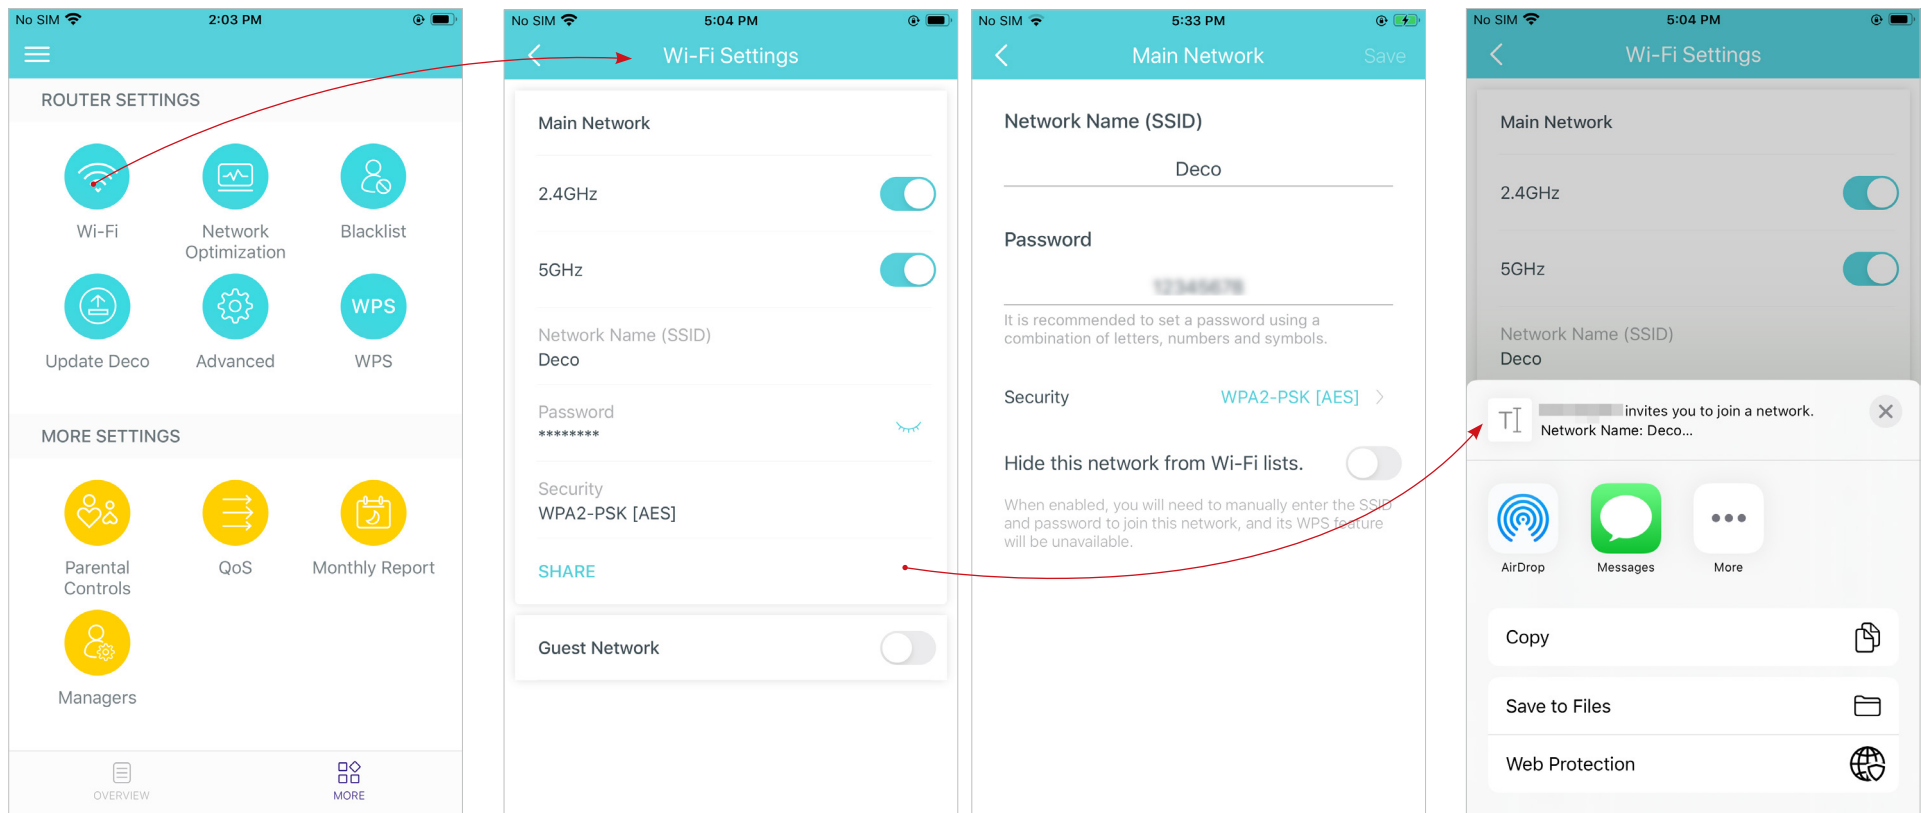 No SIM 2:03 PM
ROUTER SETTINGS
Wi-Fi
Network
Optimization
Blacklist
Update Deco
Advanced
WPS
WPS
MORE SETTINGS
Parental
Controls
QoS
Monthly Report
Managers
OVERVIEW
MORE
No SIM 5:04 PM
Wi-Fi Settings
Main Network
2.4GHz
5GHz
Network Name (SSID)
Deco
Password
********
Security
WPA2-PSK [AES]
SHARE
Guest Network
No SIM 5:33 PM
Main Network Save
Network Name (SSID)
Deco
Password
It is recommended to set a password using a
combination of letters, numbers and symbols.
Security WPA2-PSK [AES]
Hide this network from Wi-Fi lists.
When enabled, you will need to manually enter the SSID
and password to join this network, and its WPS feature
will be unavailable.
No SIM 5:04 PM
Wi-Fi Settings
Main Network
2.4GHz
5GHz
Network Name (SSID)
Deco
invites you to join a network.
Network Name: Deco...
AirDrop
Messages
More
Copy
Save to Files
Web Protection